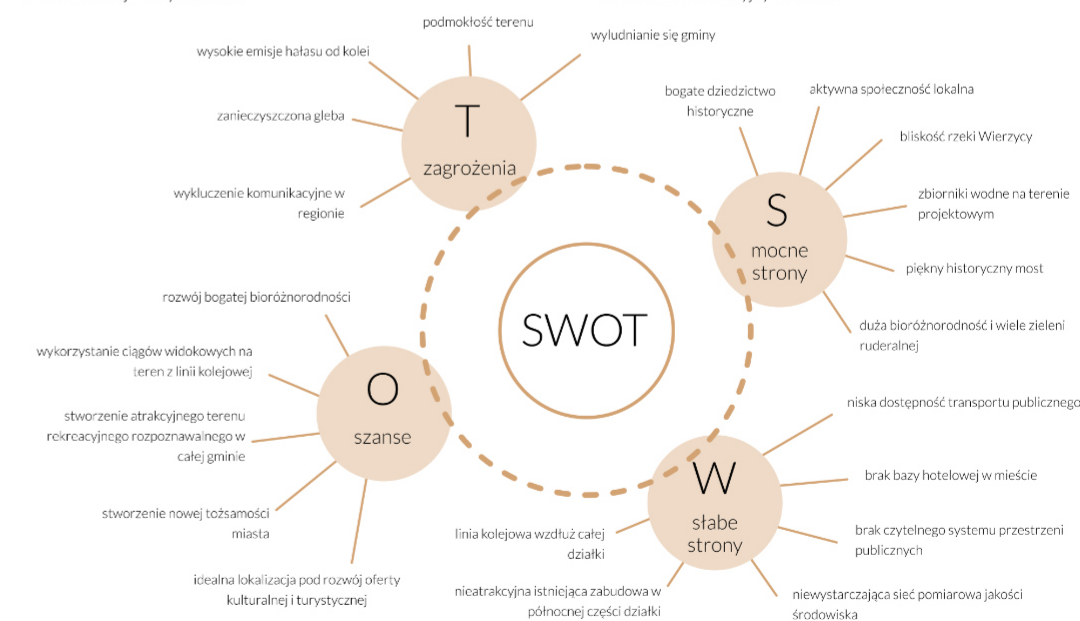 podmokłość terenu
wyludnianie się gminy
wysokie emisje hałasu od kolei
zanieczyszczona gleba
wykluczenie komunikacyjne w
regionie
T
zagrożenia
bogate dziedzictwo
historyczne
aktywna społeczność lokalna
bliskość rzeki Wierzycy
zbiorniki wodne na terenie
projektowym
piękny historyczny most
duża bioróżnorodność i wiele zieleni
ruderalnej
S
mocne
strony
SWOT
rozwój bogatej bioróżnorodności
wykorzystanie ciągów widokowych na
teren z linii kolejowej
stworzenie atrakcyjnego terenu
rekreacyjnego rozpoznawalnego w
całej gminie
stworzenie nowej tożsamości
miasta
idealna lokalizacja pod rozwój oferty
kulturalnej i turystycznej
O
szanse
niska dostępność transportu publicznego
brak bazy hotelowej w mieście
brak czytelnego systemu przestrzeni
publicznych
niewystarczająca sieć pomiarowa jakości
środowiska
W
słabe
strony
linia kolejowa wzdłuż całej
działki
nieatrakcyjna istniejąca zabudowa w
północnej części działki